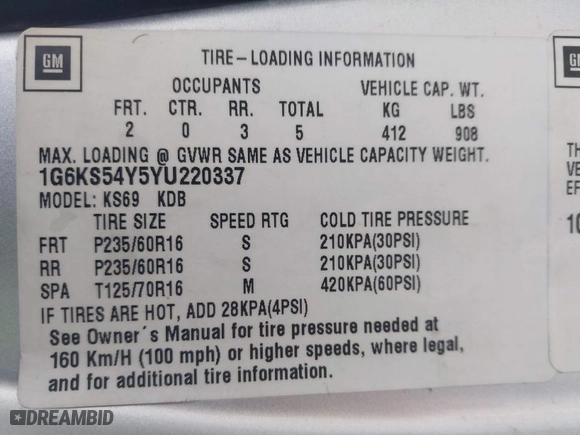 GM
TIRE–LOADING INFORMATION
OCCUPANTS VEHICLE CAP. WT.
FRT. CTR. RR. TOTAL KG LBS
2 0 3 5 412 908
MAX. LOADING @ GVWR SAME AS VEHICLE CAPACITY WEIGHT.
1G6KS54Y5YU220337
MODEL: KS69 KDB
TIRE SIZE SPEED RTG COLD TIRE PRESSURE
FRT P235/60R16 S 210KPA(30PSI)
RR P235/60R16 S 210KPA(30PSI)
SPA T125/70R16 M 420KPA(60PSI)
IF TIRES ARE HOT, ADD 28KPA(4PSI)
See Owner´s Manual for tire pressure needed at
160 Km/H (100 mph) or higher speeds, where legal,
and for additional tire information.
GM
DREAMBID